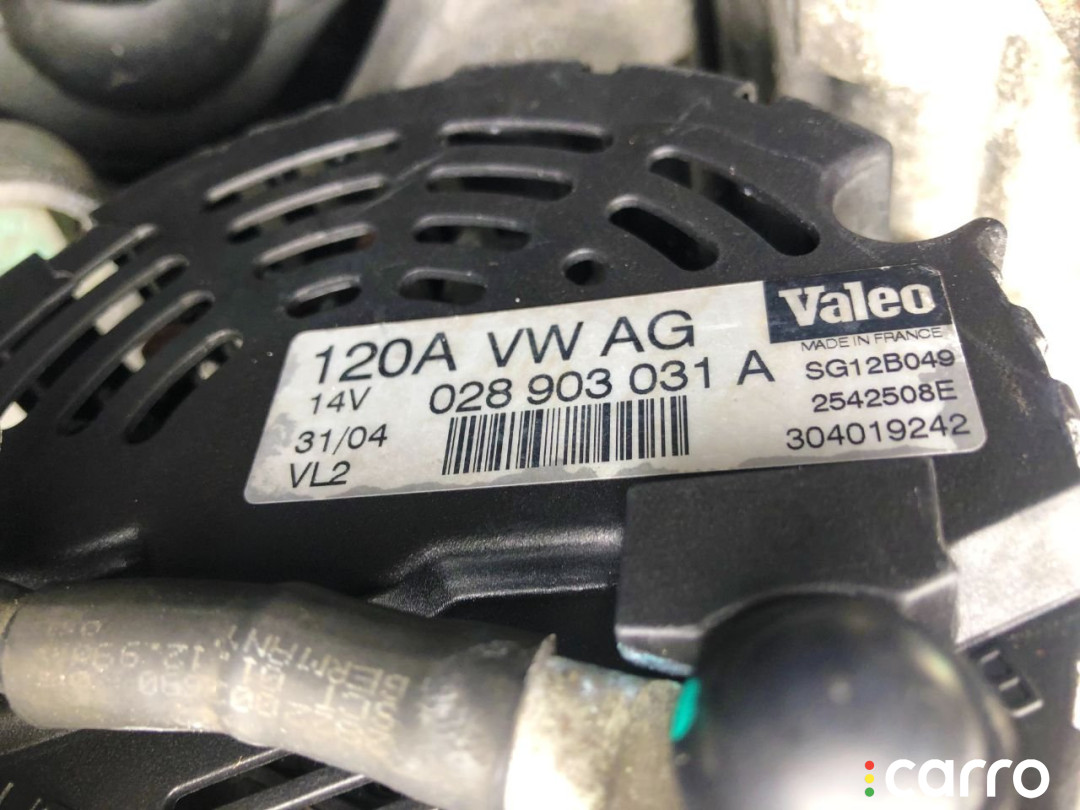 120A VW AG
Valeo
MADE IN FRANCE
14V
028 903 031 A
SG12B049
2542508E
31/04
304019242
VL2
carro